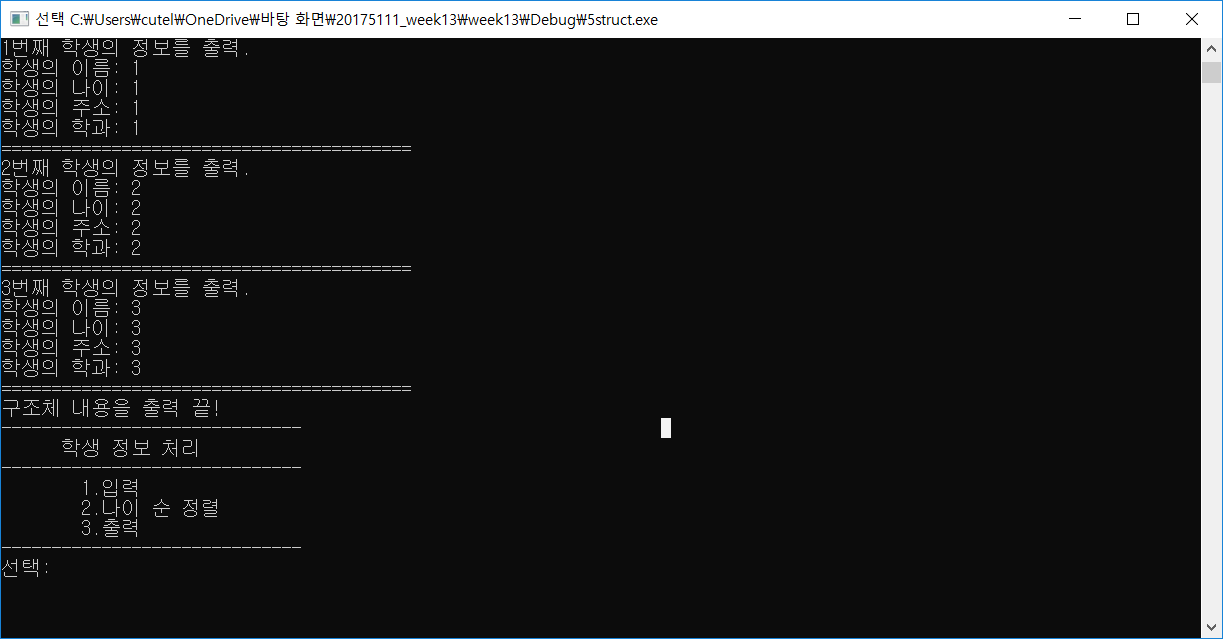 선택 C:₩Users₩cutel₩OneDrive₩바탕 화면₩20175111_week13₩week13₩Debug₩5struct.exe
1번째 학생의 정보를 출력.
학생의 이름: 1
학생의 나이: 1
학생의 주소: 1
학생의 학과: 1
=========================================
2번째 학생의 정보를 출력.
학생의 이름: 2
학생의 나이: 2
학생의 주소: 2
학생의 학과: 2
=========================================
3번째 학생의 정보를 출력.
학생의 이름: 3
학생의 나이: 3
학생의 주소: 3
학생의 학과: 3
=========================================
구조체 내용을 출력 끝!
------------------------------
학생 정보 처리
------------------------------
1.입력
2.나이 순 정렬
3.출력
------------------------------
선택: